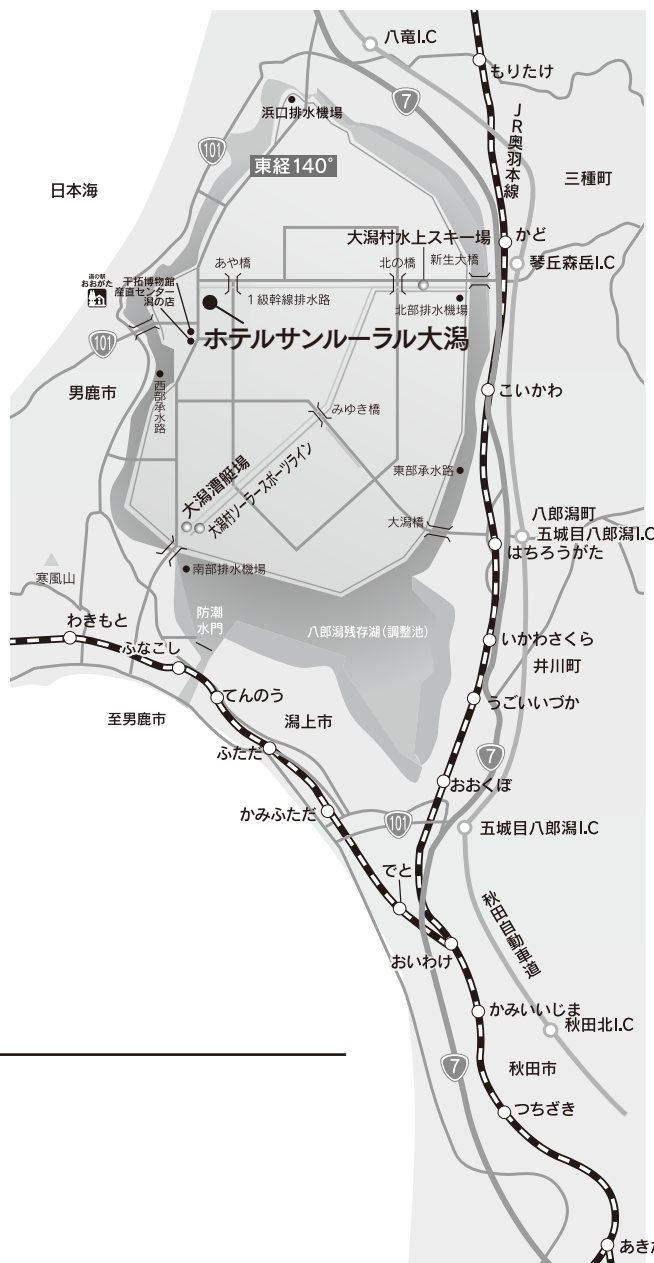 八竜I.C
もりたけ
7
浜口排水機場
JR奥羽本線
101
東経140°
三種町
日本海
大潟村水上スキー場
かど
あや橋
北の橋
新生大橋
琴丘森岳I.C
道の駅
おおがた
干拓博物館
産直センター
潟の店
1級幹線排水路
北部排水機場
ホテルサンルーラル大潟
101
男鹿市
西部承水路
こいかわ
みゆき橋
大潟漕艇場
大潟村ソーラースポーツライン
東部承水路
大潟橋
八郎潟町
五城目八郎潟I.C
はちろうがた
寒風山
南部排水機場
防潮
水門
八郎潟残存湖(調整池)
わきもと
ふなこし
いかわさくら
井川町
てんのう
うごいいづか
至男鹿市
潟上市
ふただ
7
おおくぼ
かみふただ
101
五城目八郎潟I.C
でと
秋田自動車道
おいわけ
かみいいじま
秋田北I.C
7
秋田市
つちざき
あきた